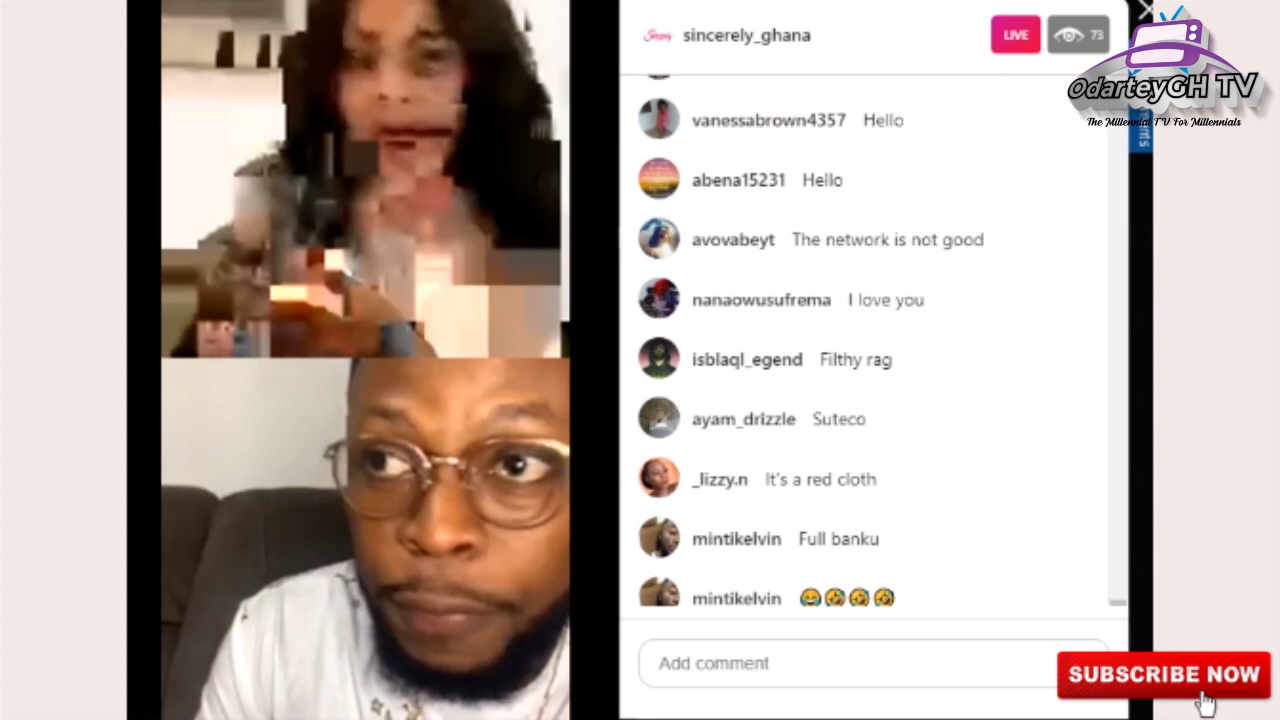 sincerely_ghana
LIVE
73
OdarteyGH TV
The Millennial TV For Millennials
vanessabrown4357 Hello
abena15231 Hello
avovabeyt The network is not good
nanaowusufrema I love you
isblaql_egend Filthy rag
ayam_drizzle Suteco
_lizzy.n It's a red cloth
mintikelvin Full banku
mintikelvin 😂🤣🤣🤣
Add comment
SUBSCRIBE NOW